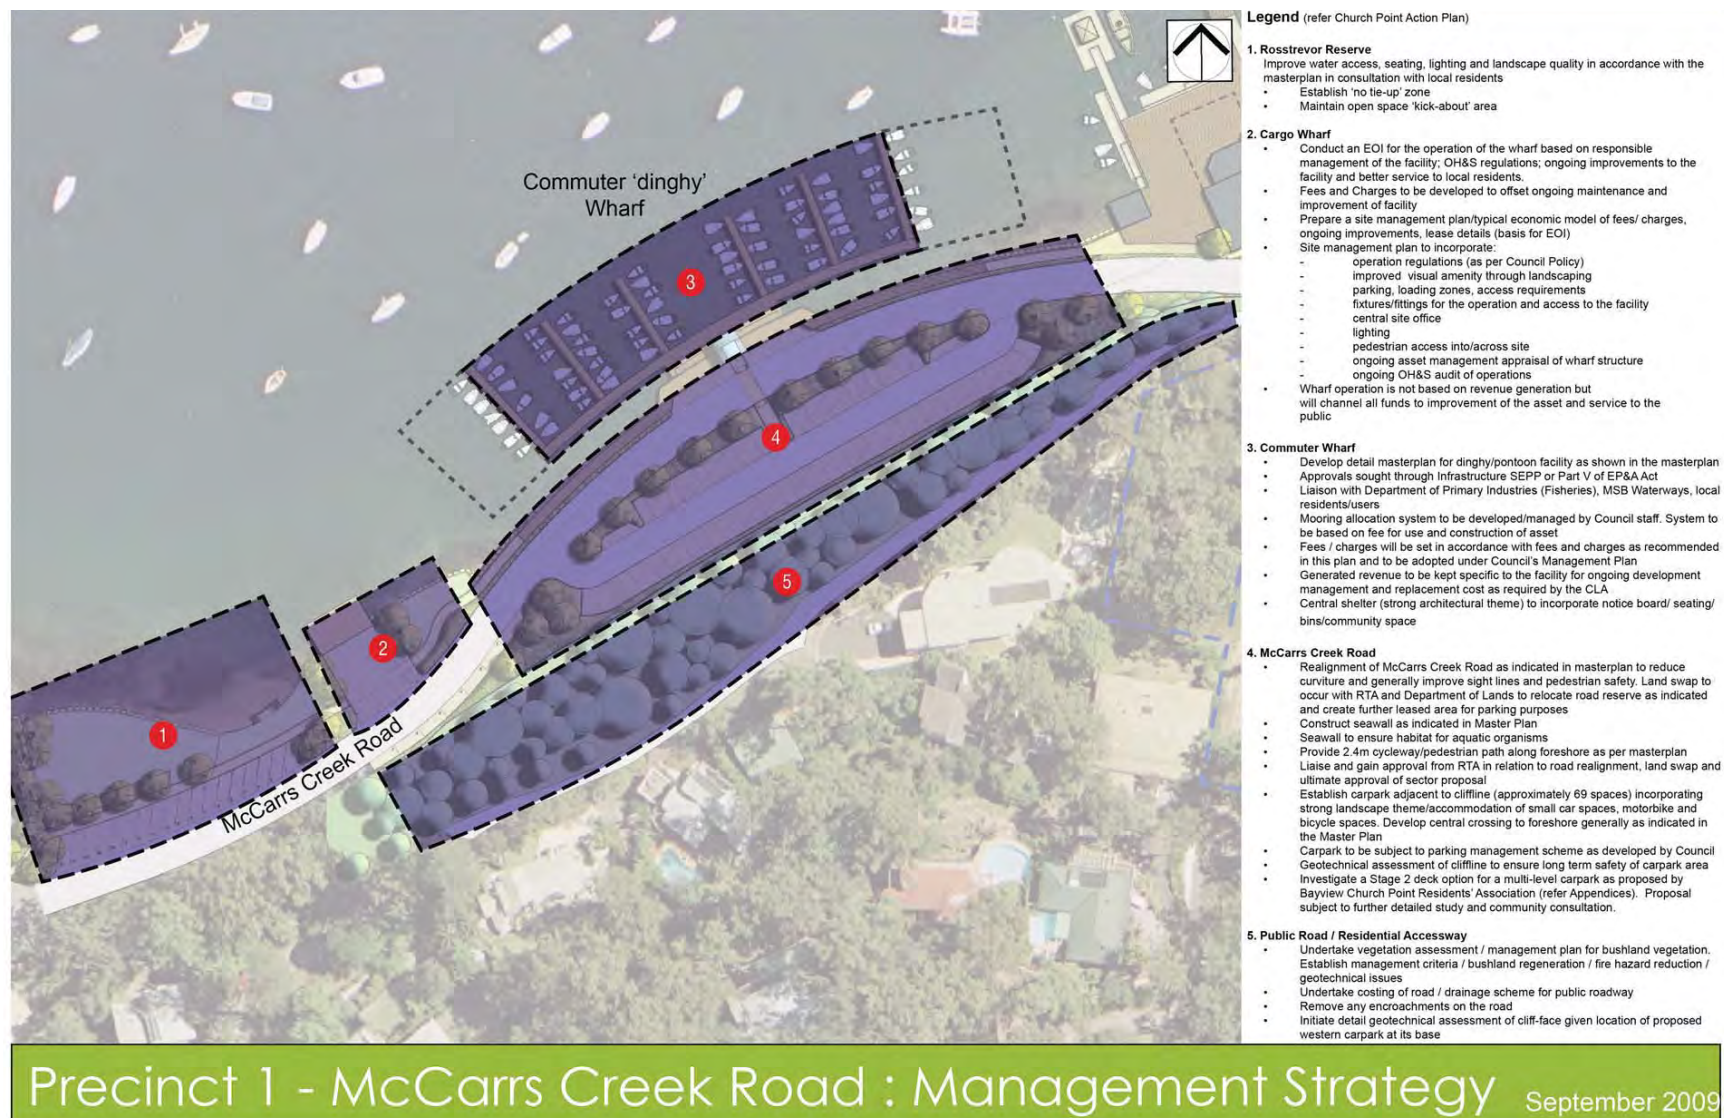 Commuter ‘dinghy’
Wharf
3
4
5
2
1
McCarrs Creek Road
Legend (refer Church Point Action Plan)
1. Rosstrevor Reserve
Improve water access, seating, lighting and landscape quality in accordance with the
masterplan in consultation with local residents
• Establish ‘no tie-up’ zone
• Maintain open space ‘kick-about’ area
2. Cargo Wharf
• Conduct an EOI for the operation of the wharf based on responsible
management of the facility; OH&S regulations; ongoing improvements to the
facility and better service to local residents.
• Fees and Charges to be developed to offset ongoing maintenance and
improvement of facility
• Prepare a site management plan/typical economic model of fees/ charges,
ongoing improvements, lease details (basis for EOI)
• Site management plan to incorporate:
- operation regulations (as per Council Policy)
- improved visual amenity through landscaping
- parking, loading zones, access requirements
- fixtures/fittings for the operation and access to the facility
- central site office
- lighting
- pedestrian access into/across site
- ongoing asset management appraisal of wharf structure
- ongoing OH&S audit of operations
• Wharf operation is not based on revenue generation but
will channel all funds to improvement of the asset and service to the
public
3. Commuter Wharf
• Develop detail masterplan for dinghy/pontoon facility as shown in the masterplan
• Approvals sought through Infrastructure SEPP or Part V of EP&A Act
• Liaison with Department of Primary Industries (Fisheries), MSB Waterways, local
residents/users
• Mooring allocation system to be developed/managed by Council staff. System to
be based on fee for use and construction of asset
• Fees / charges will be set in accordance with fees and charges as recommended
in this plan and to be adopted under Council’s Management Plan
• Generated revenue to be kept specific to the facility for ongoing development
management and replacement cost as required by the CLA
• Central shelter (strong architectural theme) to incorporate notice board/ seating/
bins/community space
4. McCarrs Creek Road
• Realignment of McCarrs Creek Road as indicated in masterplan to reduce
curviture and generally improve sight lines and pedestrian safety. Land swap to
occur with RTA and Department of Lands to relocate road reserve as indicated
and create further leased area for parking purposes
• Construct seawall as indicated in Master Plan
• Seawall to ensure habitat for aquatic organisms
• Provide 2.4m cycleway/pedestrian path along foreshore as per masterplan
• Liaise and gain approval from RTA in relation to road realignment, land swap and
ultimate approval of sector proposal
• Establish carpark adjacent to cliffline (approximately 69 spaces) incorporating
strong landscape theme/accommodation of small car spaces, motorbike and
bicycle spaces. Develop central crossing to foreshore generally as indicated in
the Master Plan
• Carpark to be subject to parking management scheme as developed by Council
• Geotechnical assessment of cliffline to ensure long term safety of carpark area
• Investigate a Stage 2 deck option for a multi-level carpark as proposed by
Bayview Church Point Residents’ Association (refer Appendices). Proposal
subject to further detailed study and community consultation.
5. Public Road / Residential Accessway
• Undertake vegetation assessment / management plan for bushland vegetation.
Establish management criteria / bushland regeneration / fire hazard reduction /
geotechnical issues
• Undertake costing of road / drainage scheme for public roadway
• Remove any encroachments on the road
• Initiate detail geotechnical assessment of cliff-face given location of proposed
western carpark at its base
Precinct 1 - McCarrs Creek Road : Management Strategy September 2009